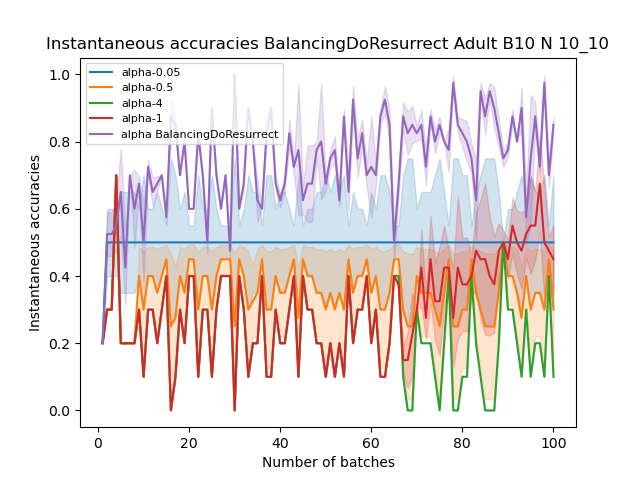 Instantaneous accuracies BalancingDoResurrect Adult B10 N 10_10
alpha-0.05
alpha-0.5
alpha-4
alpha-1
alpha BalancingDoResurrect
Instantaneous accuracies
1.0
0.8
0.6
0.4
0.2
0.0
0 20 40 60 80 100
Number of batches